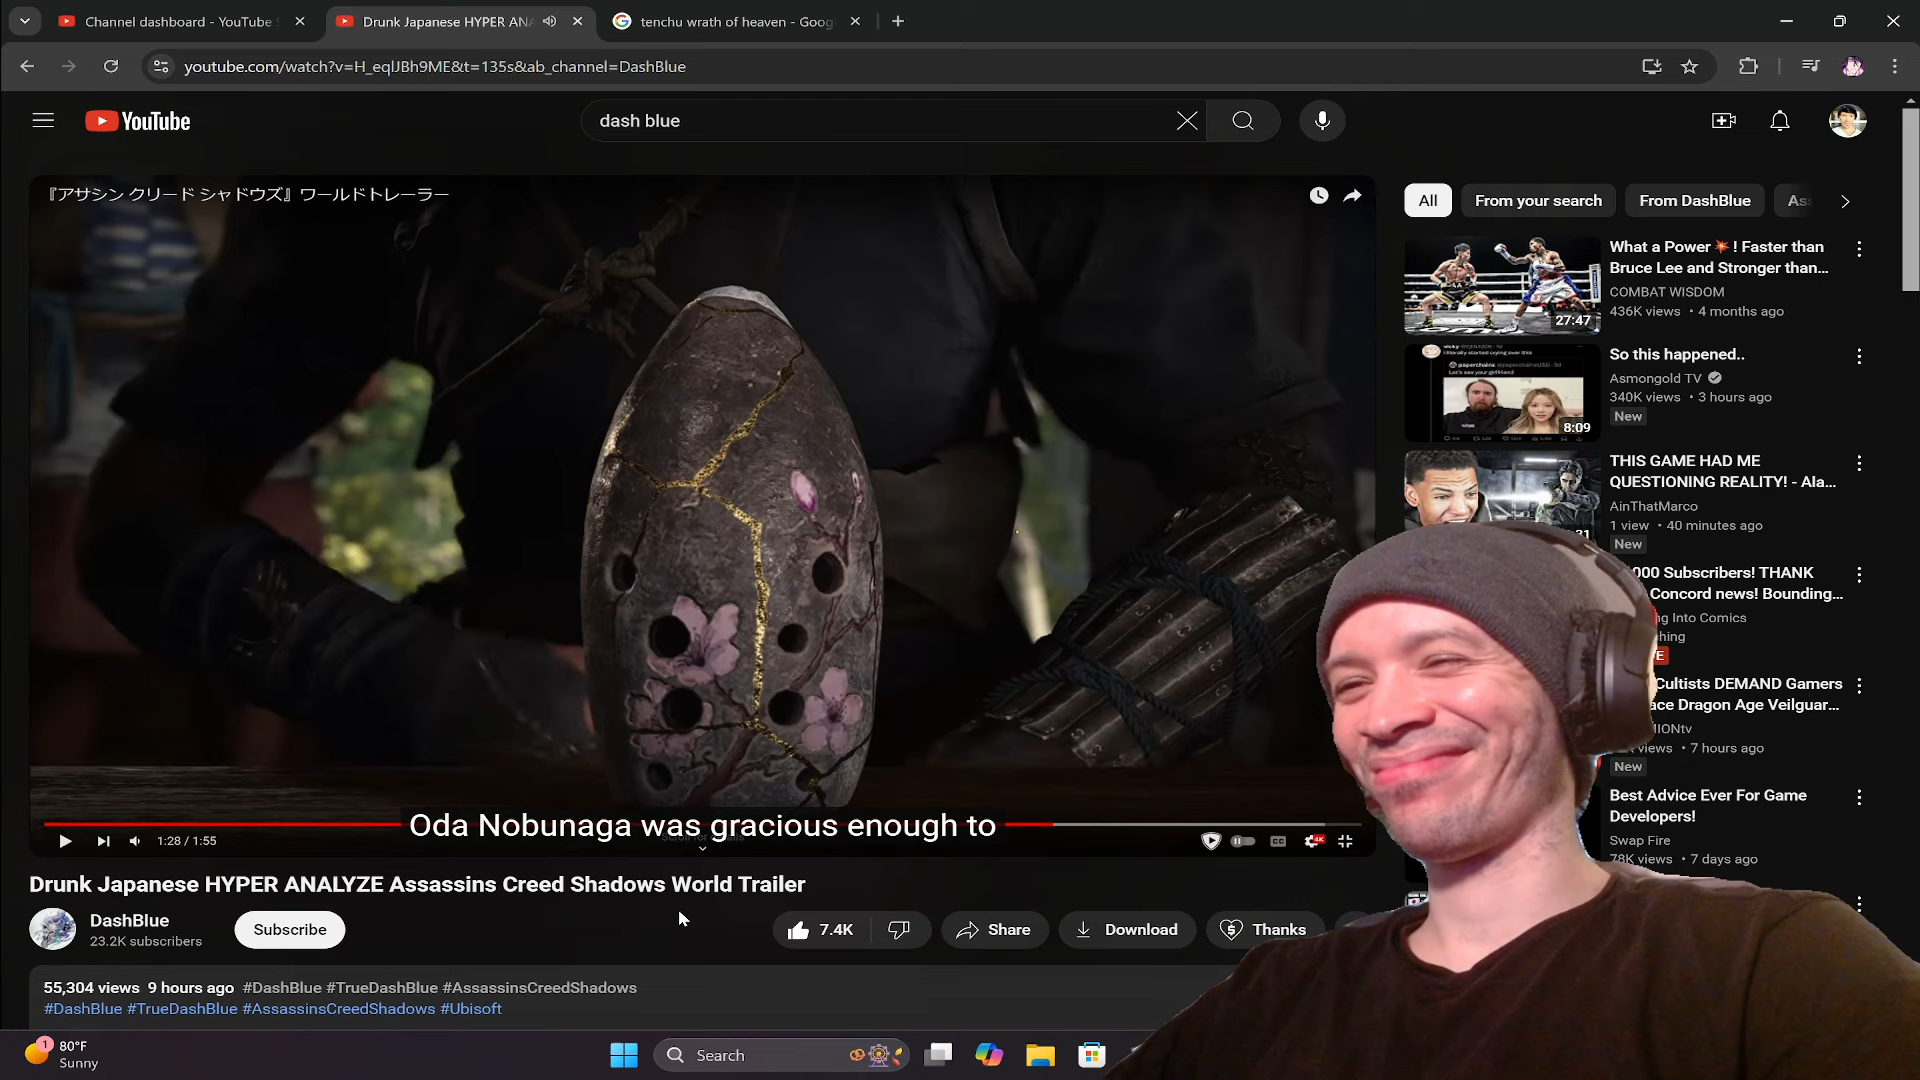 Channel dashboard - YouTube
Drunk Japanese HYPER ANA
tenchu wrath of heaven - Goog
youtube.com/watch?v=H_eqlJBh9ME&t=135s&ab_channel=DashBlue
YouTube
dash blue
『アサシン クリード シャドウズ』ワールドトレーラー
All
From your search
From DashBlue
What a Power 💥! Faster than
Bruce Lee and Stronger than...
COMBAT WISDOM
436K views • 4 months ago
27:47
So this happened..
Asmongold TV
340K views • 3 hours ago
New
8:09
THIS GAME HAD ME
QUESTIONING REALITY! - Ala...
AinThatMarco
1 view • 40 minutes ago
New
000 Subscribers! THANK
Concord news! Bounding...
ng Into Comics
Cultists DEMAND Gamers
ace Dragon Age Veilguar...
views • 7 hours ago
New
Best Advice Ever For Game
Developers!
Swap Fire
78K views • 7 days ago
Oda Nobunaga was gracious enough to
1:28 / 1:55
4K
Drunk Japanese HYPER ANALYZE Assassins Creed Shadows World Trailer
DashBlue
23.2K subscribers
Subscribe
7.4K
Share
Download
Thanks
55,304 views 9 hours ago #DashBlue #TrueDashBlue #AssassinsCreedShadows
#DashBlue #TrueDashBlue #AssassinsCreedShadows #Ubisoft
1
80°F
Sunny
Search